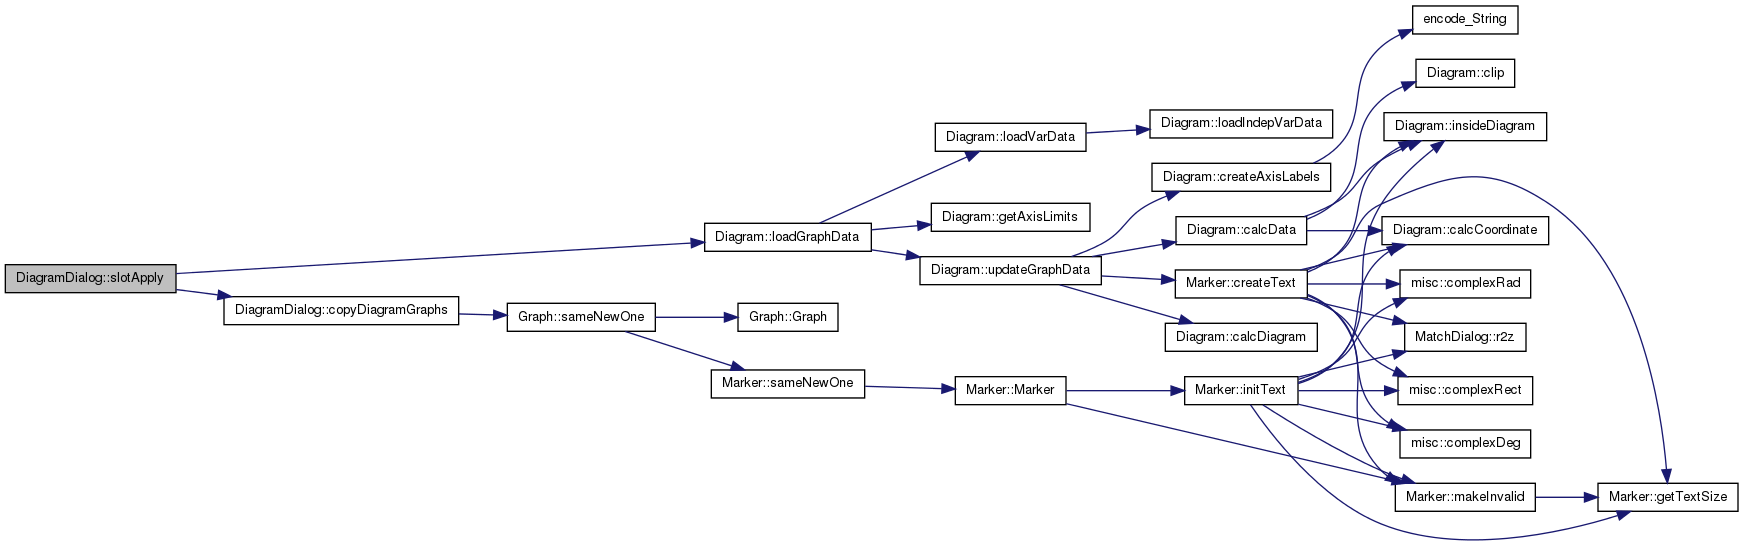 encode_String
Diagram::clip
Diagram::loadIndepVarData
Diagram::insideDiagram
Diagram::loadVarData
Diagram::createAxisLabels
Diagram::getAxisLimits
Diagram::calcData
Diagram::calcCoordinate
Diagram::loadGraphData
Diagram::updateGraphData
DiagramDialog::slotApply
Marker::createText
misc::complexRad
DiagramDialog::copyDiagramGraphs
Graph::sameNewOne
Graph::Graph
Diagram::calcDiagram
MatchDialog::r2z
Marker::sameNewOne
Marker::Marker
Marker::initText
misc::complexRect
misc::complexDeg
Marker::makeInvalid
Marker::getTextSize